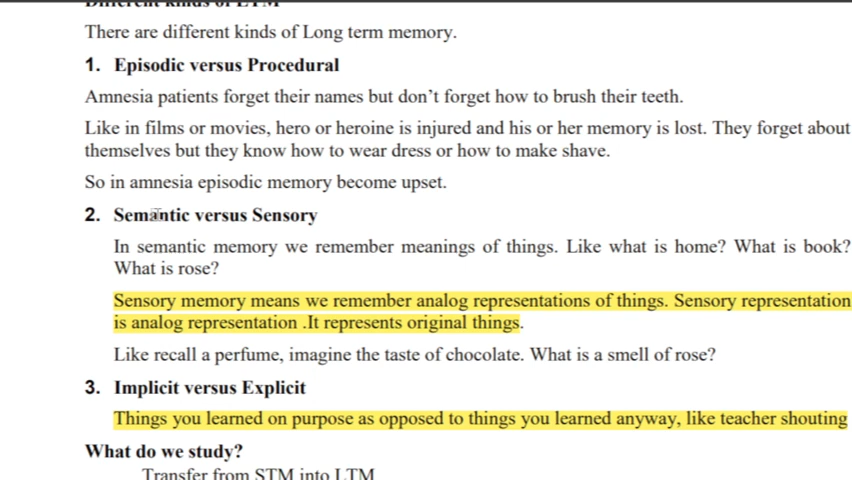 Different kinds of LTM
There are different kinds of Long term memory.
1. Episodic versus Procedural
Amnesia patients forget their names but don’t forget how to brush their teeth.
Like in films or movies, hero or heroine is injured and his or her memory is lost. They forget about
themselves but they know how to wear dress or how to make shave.
So in amnesia episodic memory become upset.
2. Semantic versus Sensory
In semantic memory we remember meanings of things. Like what is home? What is book?
What is rose?
Sensory memory means we remember analog representations of things. Sensory representation
is analog representation .It represents original things.
Like recall a perfume, imagine the taste of chocolate. What is a smell of rose?
3. Implicit versus Explicit
Things you learned on purpose as opposed to things you learned anyway, like teacher shouting
What do we study?
Transfer from STM into LTM